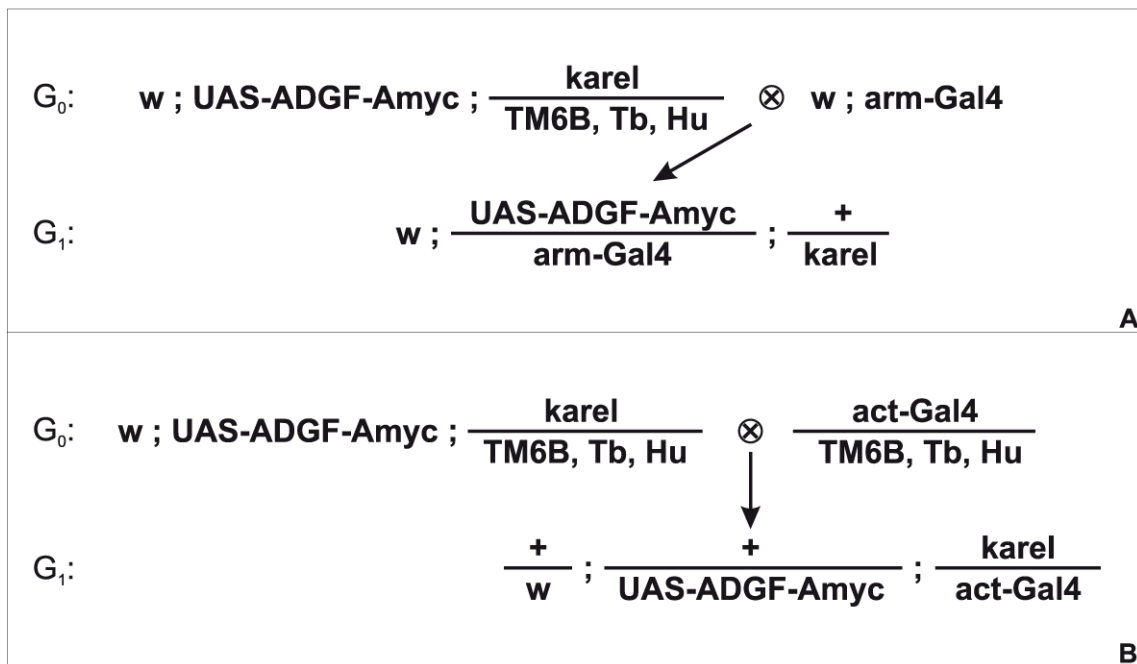 G₀: w ; UAS-ADGF-Amyc ; karel / TM6B, Tb, Hu ⊗ w ; arm-Gal4
G₁: w ; UAS-ADGF-Amyc / arm-Gal4 ; + / karel
A
G₀: w ; UAS-ADGF-Amyc ; karel / TM6B, Tb, Hu ⊗ act-Gal4 / TM6B, Tb, Hu
G₁: + / w ; + / UAS-ADGF-Amyc ; karel / act-Gal4
B